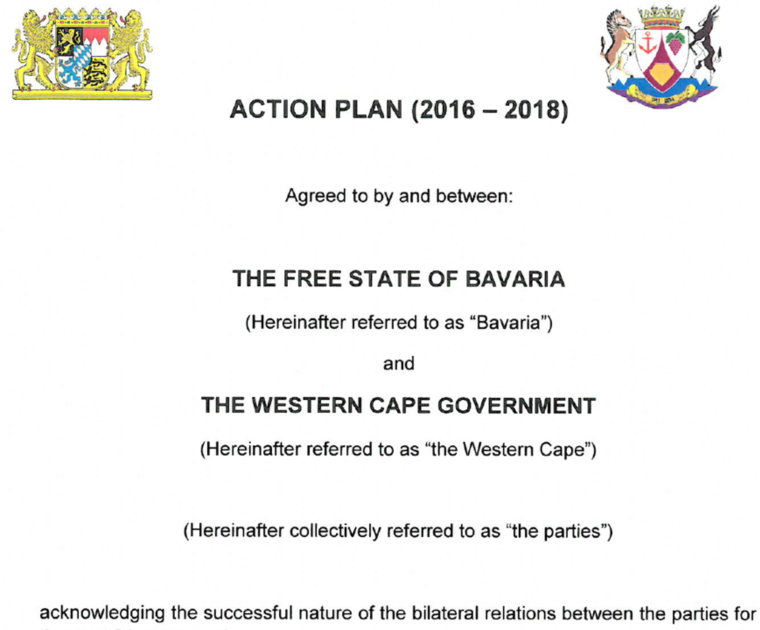 ACTION PLAN (2016 – 2018)
Agreed to by and between:
THE FREE STATE OF BAVARIA
(Hereinafter referred to as “Bavaria”)
and
THE WESTERN CAPE GOVERNMENT
(Hereinafter referred to as “the Western Cape”)
(Hereinafter collectively referred to as “the parties”)
acknowledging the successful nature of the bilateral relations between the parties for